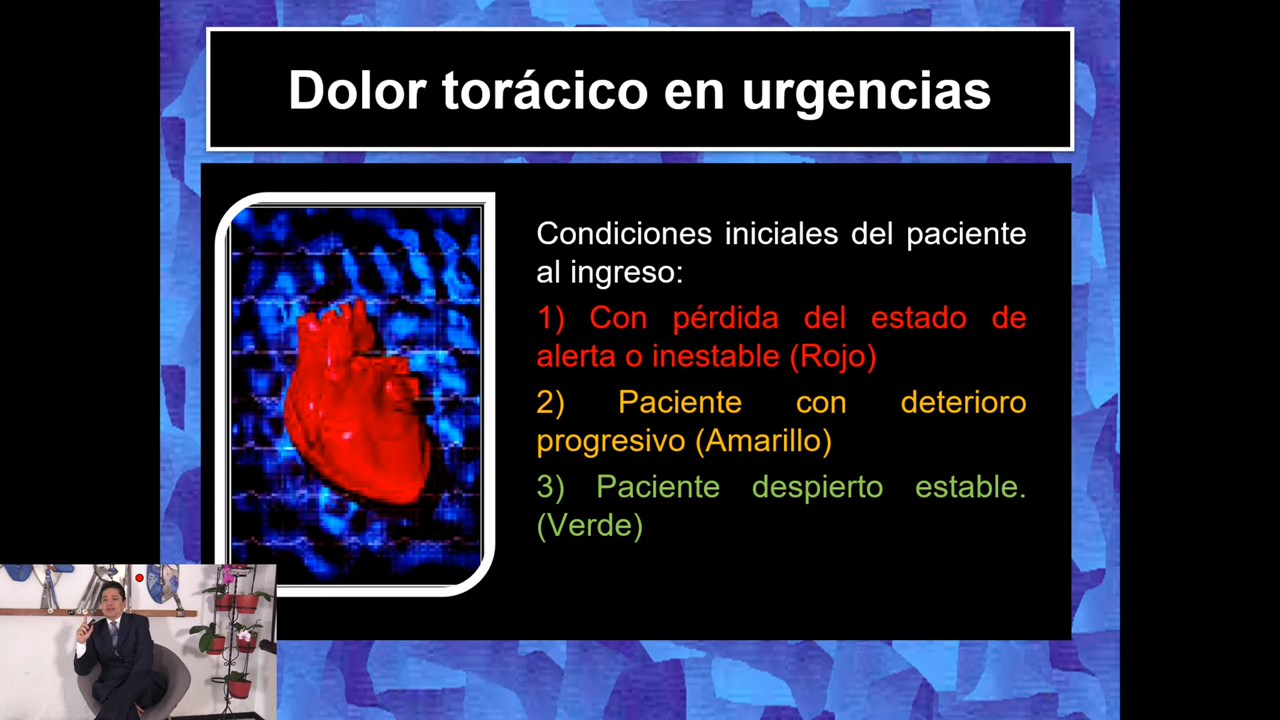 Dolor torácico en urgencias
Condiciones iniciales del paciente
al ingreso:
1) Con pérdida del estado de
alerta o inestable (Rojo)
2) Paciente con deterioro
progresivo (Amarillo)
3) Paciente despierto estable.
(Verde)